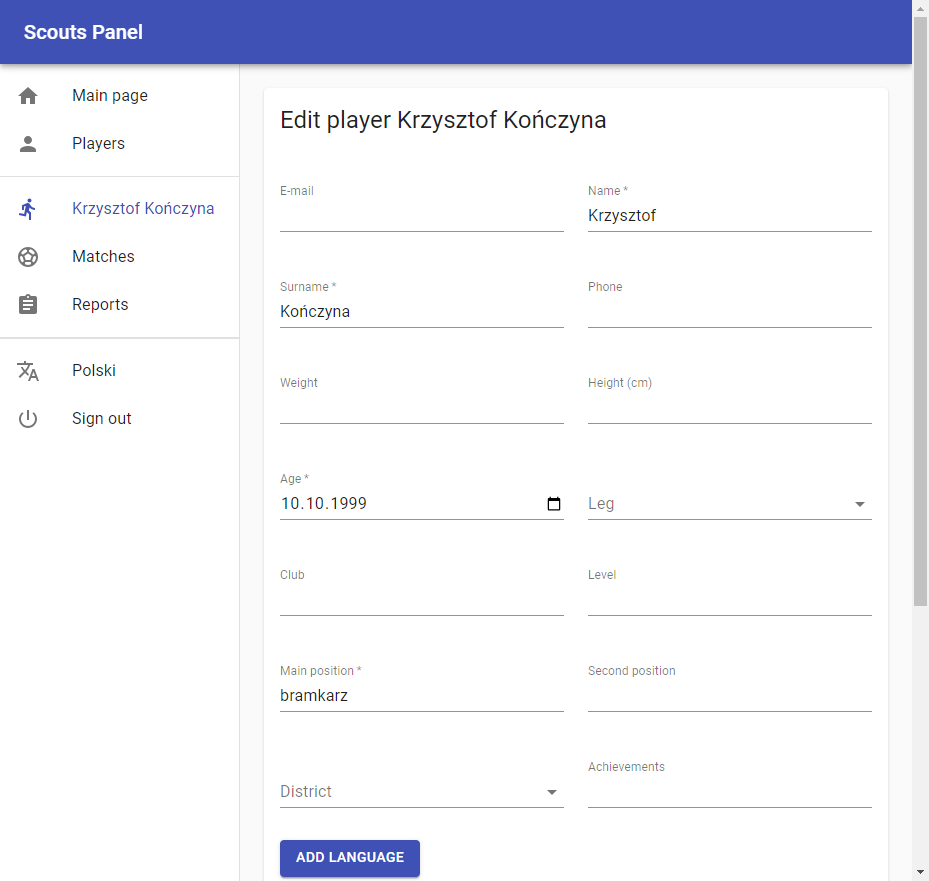 Scouts Panel
Main page
Players
Krzysztof Kończyna
Matches
Reports
Polski
Sign out
Edit player Krzysztof Kończyna
E-mail
Name *
Krzysztof
Surname *
Kończyna
Phone
Weight
Height (cm)
Age *
10.10.1999
Leg
Club
Level
Main position *
bramkarz
Second position
District
Achievements
ADD LANGUAGE